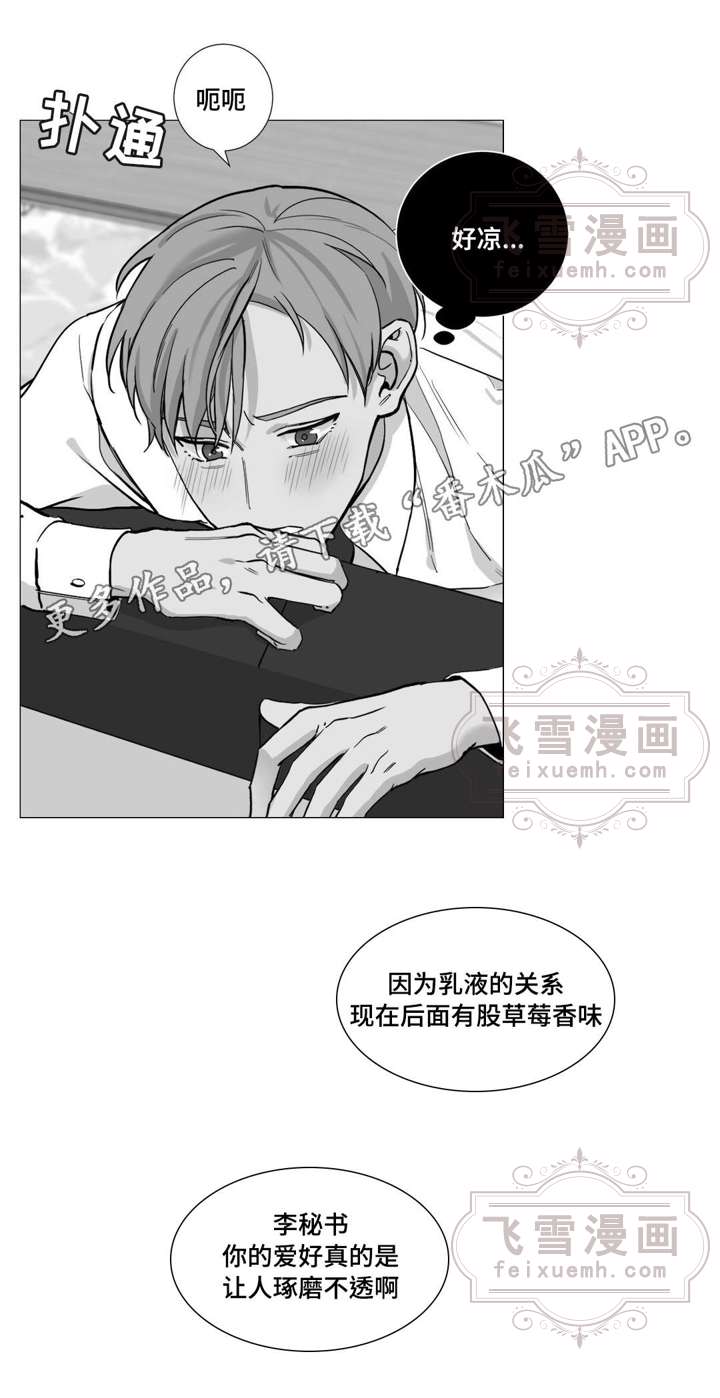 呃呃
扑通
好凉...
飞雪漫画
feixuemh.com
更多作品，请下载“番木瓜”APP。
飞雪漫画
feixuemh.com
因为乳液的关系
现在后面有股草莓香味
李秘书
你的爱好真的是
让人琢磨不透啊
飞雪漫画
feixuemh.com